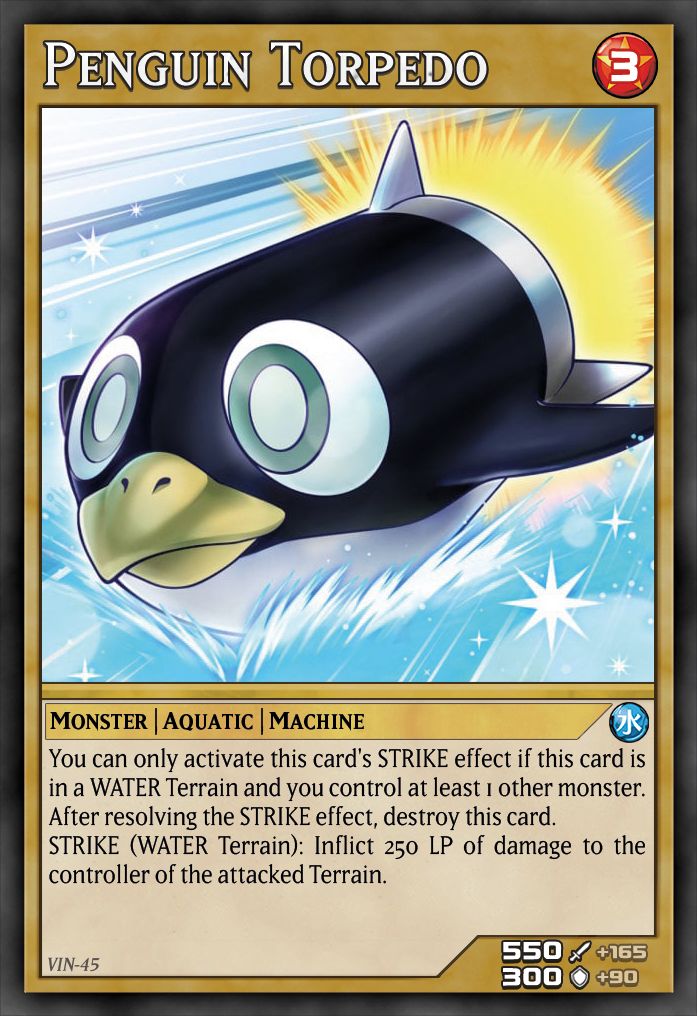 Penguin Torpedo
3
Monster | Aquatic | Machine
水
You can only activate this card's STRIKE effect if this card is
in a WATER Terrain and you control at least 1 other monster.
After resolving the STRIKE effect, destroy this card.
STRIKE (WATER Terrain): Inflict 250 LP of damage to the
controller of the attacked Terrain.
550 +165
300 +90
VIN-45